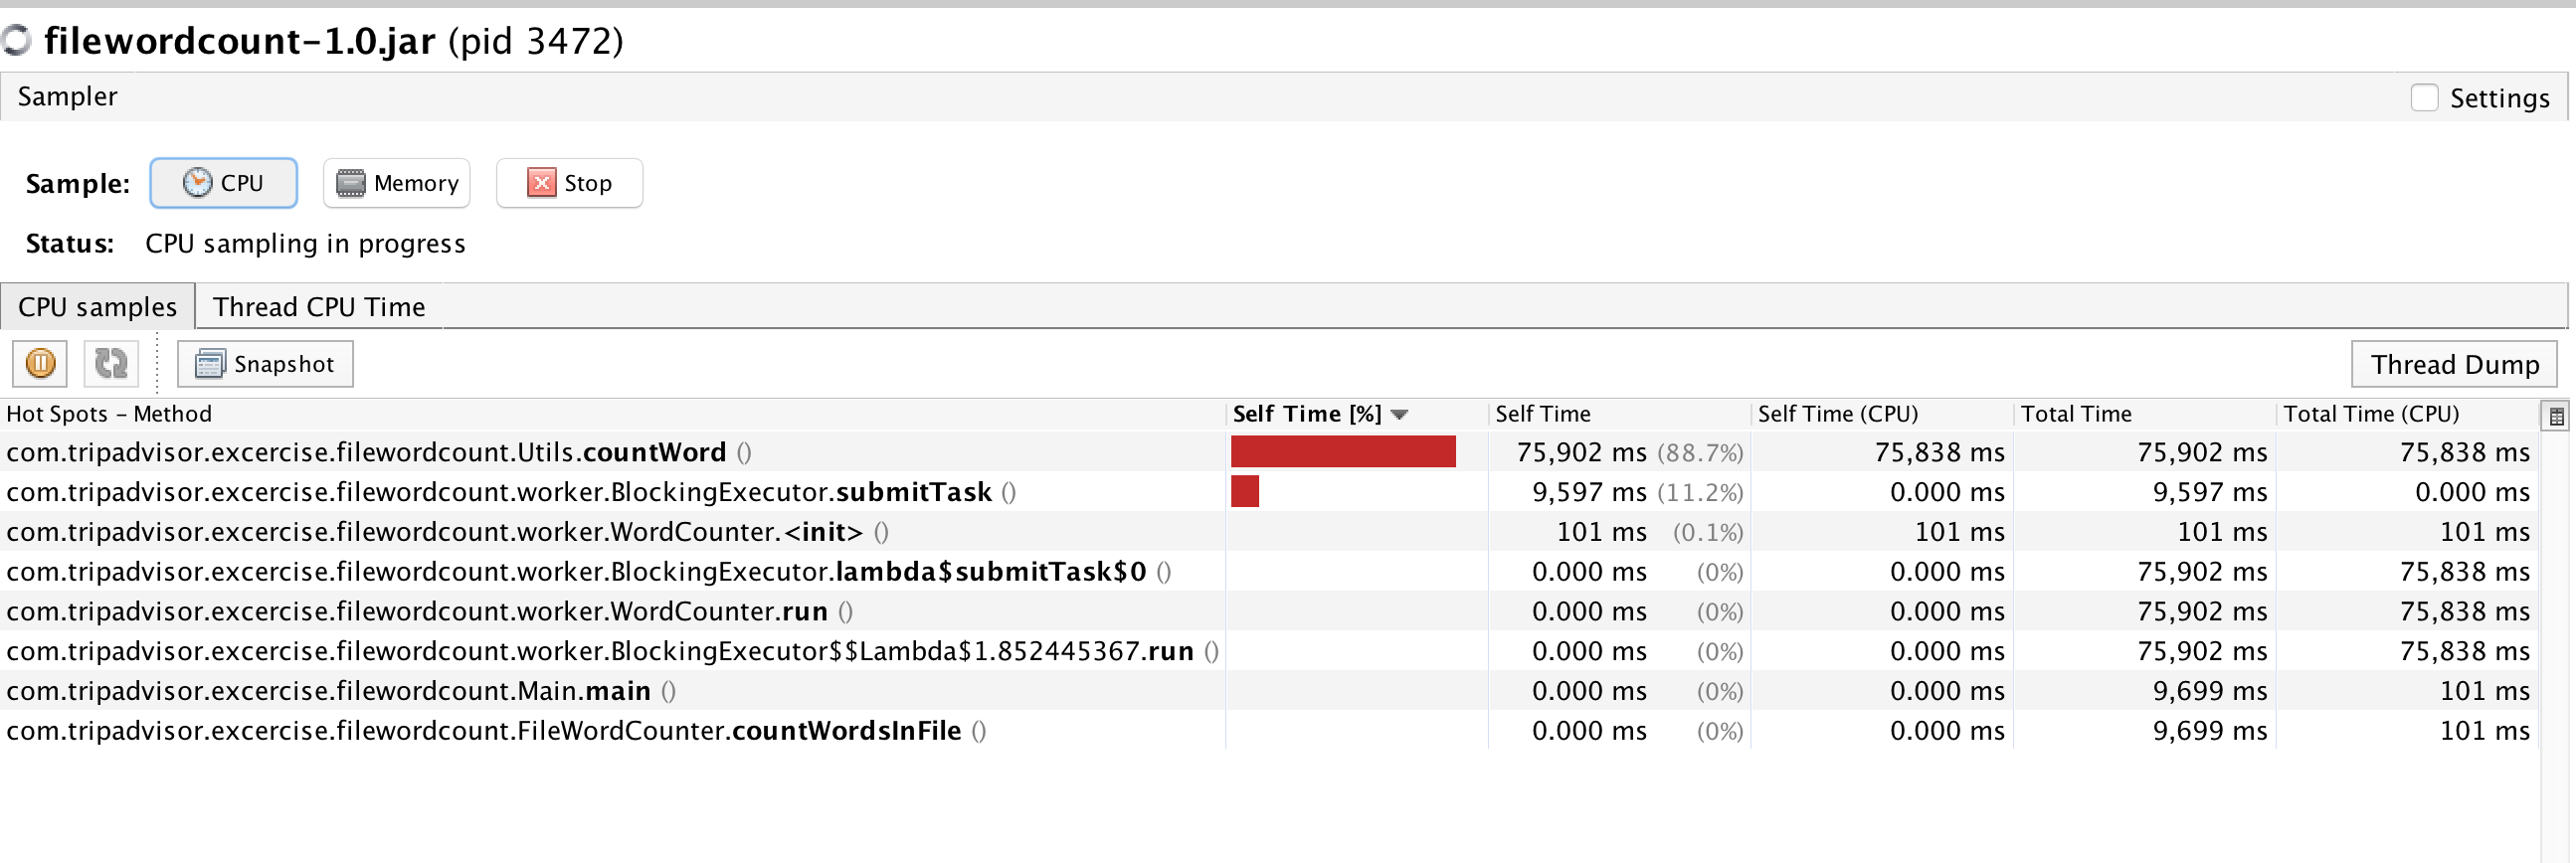 filewordcount-1.0.jar (pid 3472)
Sampler Settings
Sample: CPU Memory Stop
Status: CPU sampling in progress
CPU samples Thread CPU Time
Snapshot Thread Dump
Hot Spots - Method Self Time [%] Self Time Self Time (CPU) Total Time Total Time (CPU)
com.tripadvisor.excercise.filewordcount.Utils.countWord () 75,902 ms (88.7%) 75,838 ms 75,902 ms 75,838 ms
com.tripadvisor.excercise.filewordcount.worker.BlockingExecutor.submitTask () 9,597 ms (11.2%) 0.000 ms 9,597 ms 0.000 ms
com.tripadvisor.excercise.filewordcount.worker.WordCounter.<init> () 101 ms (0.1%) 101 ms 101 ms 101 ms
com.tripadvisor.excercise.filewordcount.worker.BlockingExecutor.lambda$submitTask$0 () 0.000 ms (0%) 0.000 ms 75,902 ms 75,838 ms
com.tripadvisor.excercise.filewordcount.worker.WordCounter.run () 0.000 ms (0%) 0.000 ms 75,902 ms 75,838 ms
com.tripadvisor.excercise.filewordcount.worker.BlockingExecutor$$Lambda$1.852445367.run () 0.000 ms (0%) 0.000 ms 75,902 ms 75,838 ms
com.tripadvisor.excercise.filewordcount.Main.main () 0.000 ms (0%) 0.000 ms 9,699 ms 101 ms
com.tripadvisor.excercise.filewordcount.FileWordCounter.countWordsInFile () 0.000 ms (0%) 0.000 ms 9,699 ms 101 ms